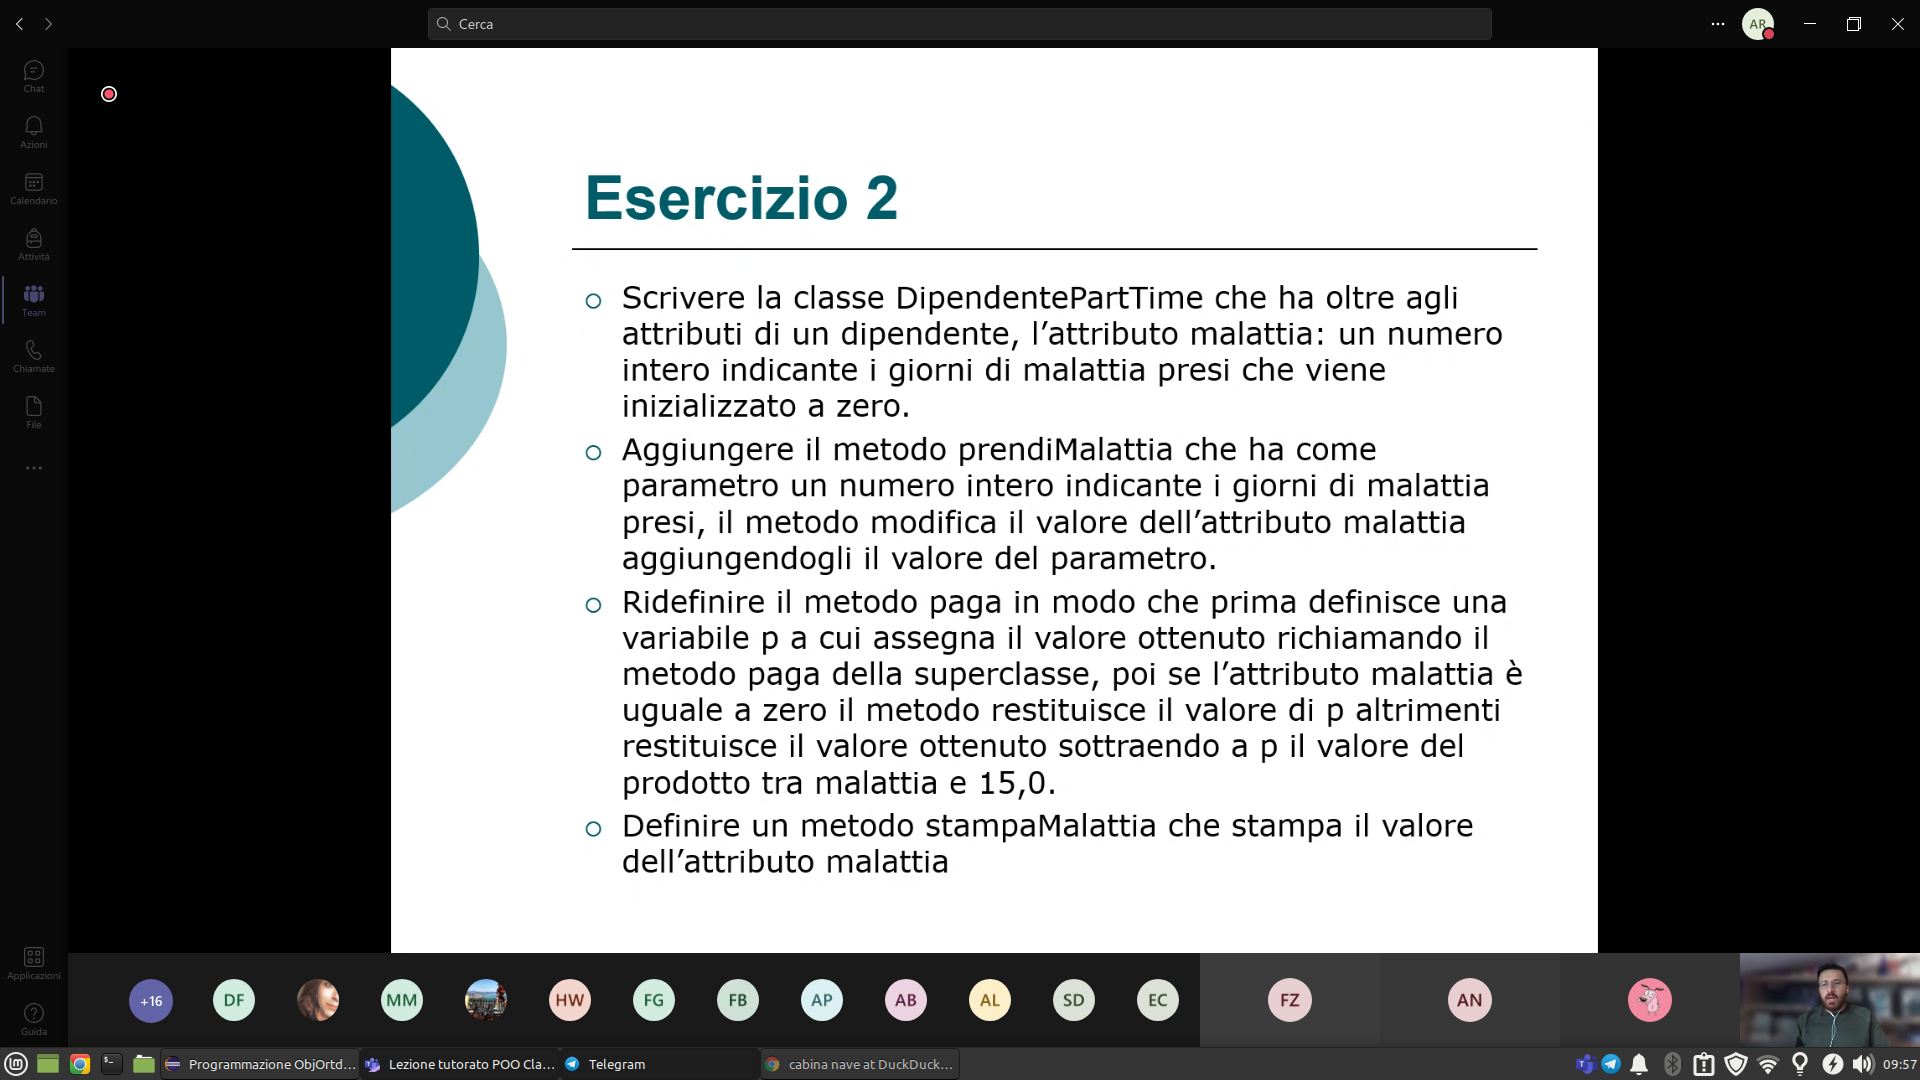 Cerca
AR
Chat
Azioni
Calendario
Attività
Team
Chiamate
File
Applicazioni
Guida
Esercizio 2
Scrivere la classe DipendentePartTime che ha oltre agli
attributi di un dipendente, l’attributo malattia: un numero
intero indicante i giorni di malattia presi che viene
inizializzato a zero.
Aggiungere il metodo prendiMalattia che ha come
parametro un numero intero indicante i giorni di malattia
presi, il metodo modifica il valore dell’attributo malattia
aggiungendogli il valore del parametro.
Ridefinire il metodo paga in modo che prima definisce una
variabile p a cui assegna il valore ottenuto richiamando il
metodo paga della superclasse, poi se l’attributo malattia è
uguale a zero il metodo restituisce il valore di p altrimenti
restituisce il valore ottenuto sottraendo a p il valore del
prodotto tra malattia e 15,0.
Definire un metodo stampaMalattia che stampa il valore
dell’attributo malattia
+16 DF MM HW FG FB AP AB AL SD EC FZ AN
Programmazione ObjOrtd... Lezione tutorato POO Cla... Telegram cabina nave at DuckDuck... 09:57